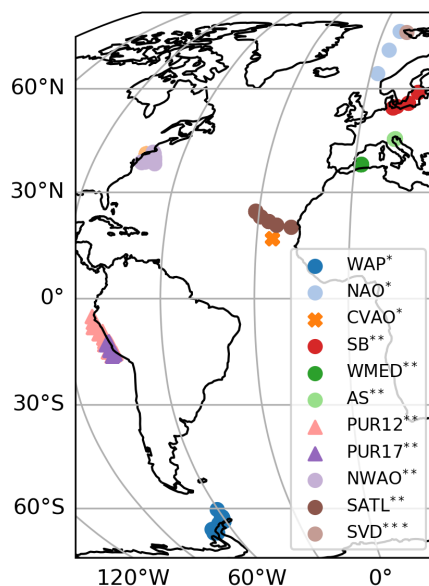 60°N
30°N
0°
30°S
60°S
120°W
60°W
0°
WAP*
NAO*
CVAO*
SB**
WMED**
AS**
PUR12**
PUR17**
NWAO**
SATL**
SVD***